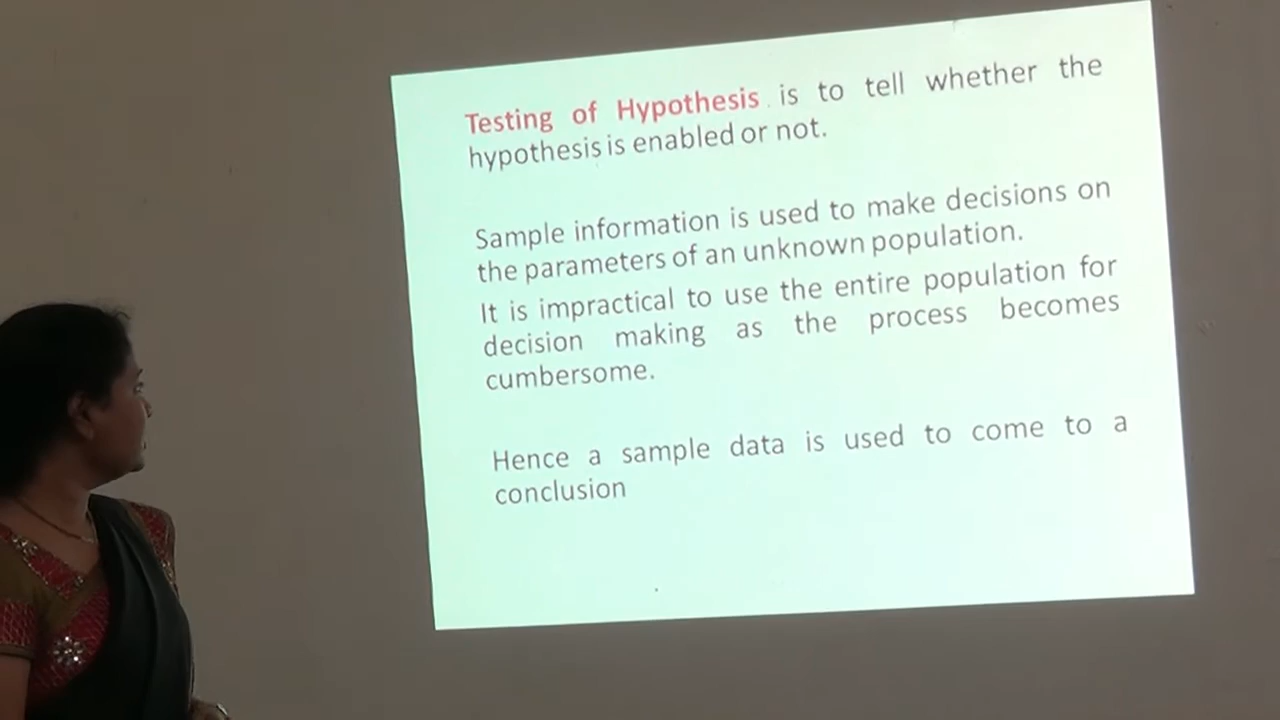 Testing of Hypothesis is to tell whether the
hypothesis is enabled or not.
Sample information is used to make decisions on
the parameters of an unknown population.
It is impractical to use the entire population for
decision making as the process becomes
cumbersome.
Hence a sample data is used to come to a
conclusion